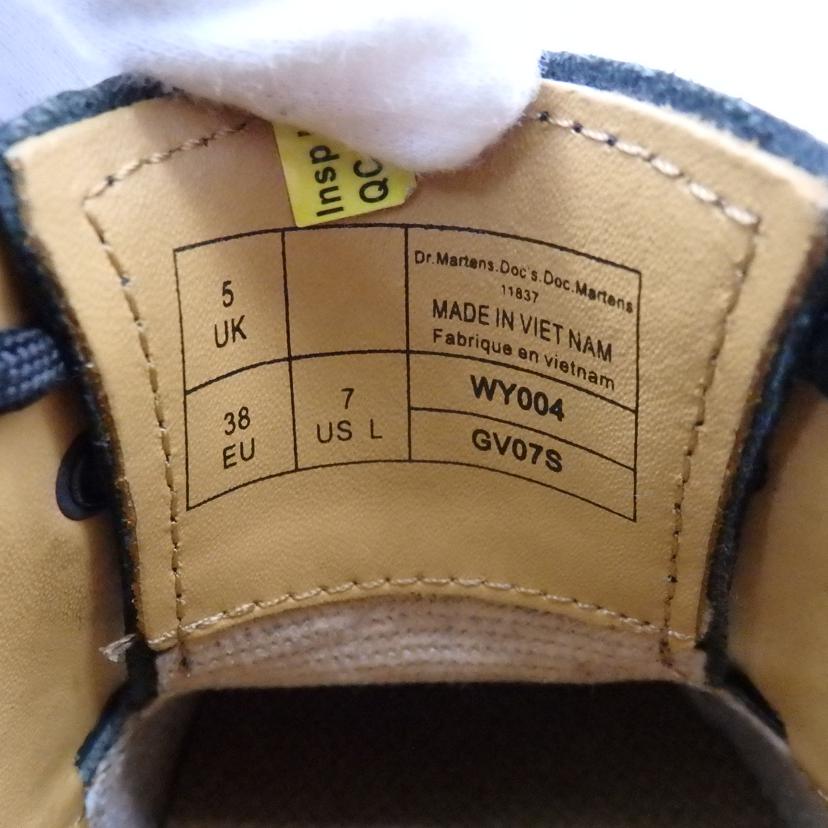 Insp
QC
5
UK
38
EU
7
US L
Dr.Martens.Doc's.Doc.Martens
11837
MADE IN VIET NAM
Fabrique en vietnam
WY004
GV07S